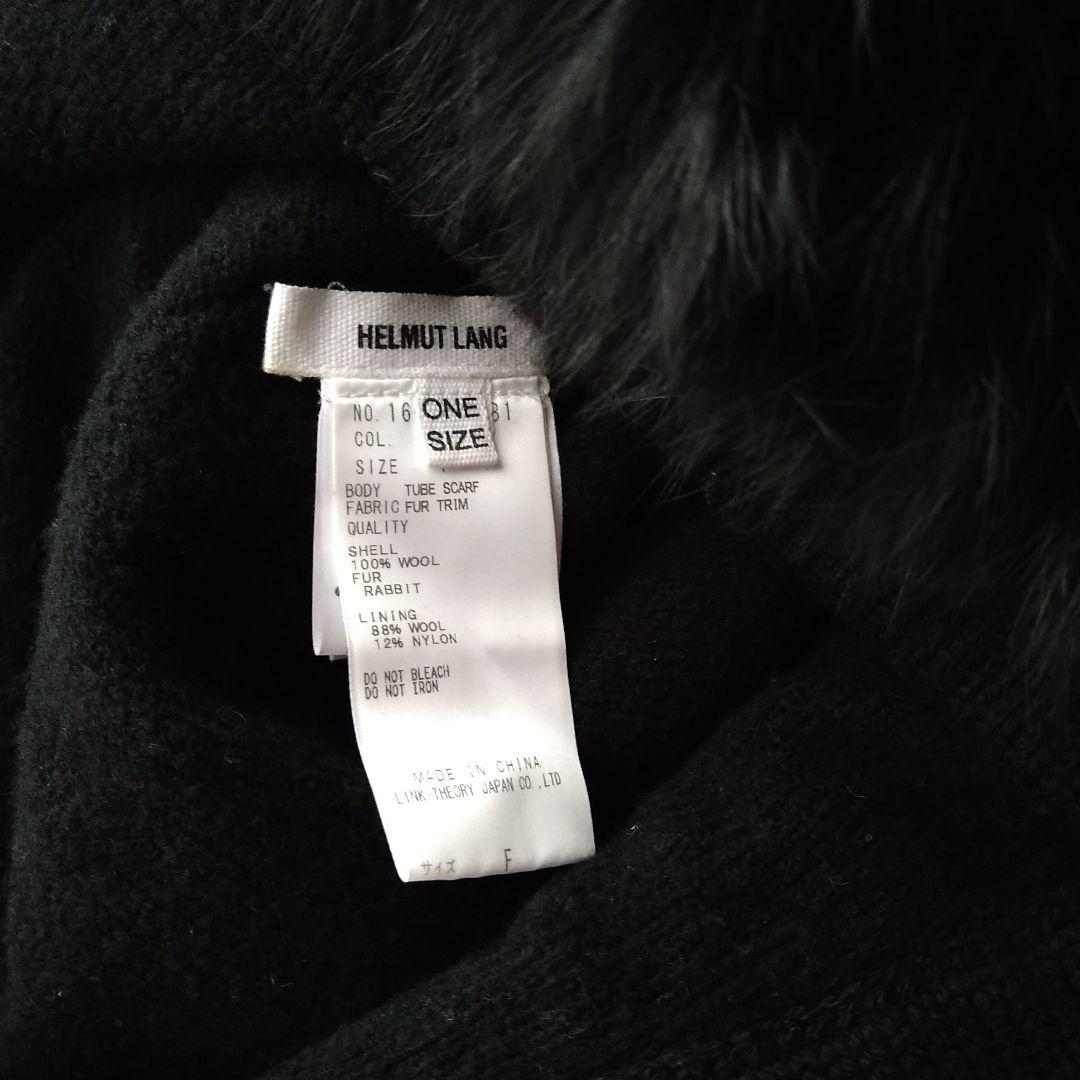 HELMUT LANG
ONE
SIZE
NO. 16 81
COL.
SIZE
BODY TUBE SCARF
FABRIC FUR TRIM
QUALITY
SHELL
100% WOOL
FUR
RABBIT
LINING
88% WOOL
12% NYLON
DO NOT BLEACH
DO NOT IRON
MADE IN CHINA
LINK THEORY JAPAN CO.,LTD
サイズ F